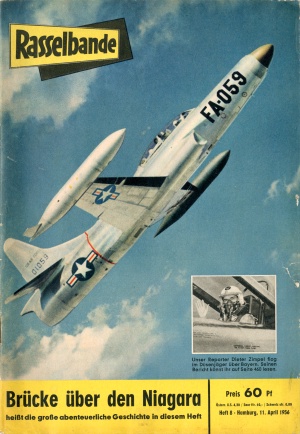 Rasselbande
FA-059
01059
Unser Reporter Dieter Zimpel flog
im Düsenjäger über Bayern. Seinen
Bericht könnt Ihr auf Seite 460 lesen.
Brücke über den Niagara
heißt die große abenteuerliche Geschichte in diesem Heft
Preis 60 Pf
Heft 8 · Hamburg, 11. April 1956